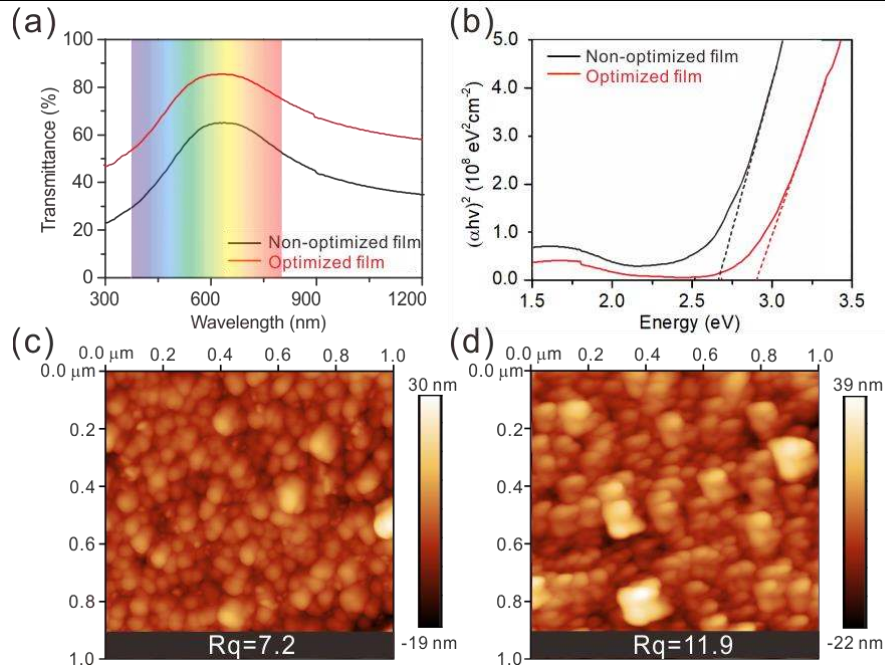 (a)
100
80
60
40
20
0
Transmittance (%)
Non-optimized film
Optimized film
300 600 900 1200
Wavelength (nm)
(b)
5.0
4.0
3.0
2.0
1.0
0.0
(αhv)² (10⁸ eV²cm⁻²)
Non-optimized film
Optimized film
1.5 2.0 2.5 3.0 3.5
Energy (eV)
(c)
0.0 μm 0.2 0.4 0.6 0.8 1.0
0.0 μm
0.2
0.4
0.6
0.8
1.0
30 nm
-19 nm
Rq=7.2
(d)
0.0 μm 0.2 0.4 0.6 0.8 1.0
0.0 μm
0.2
0.4
0.6
0.8
1.0
39 nm
-22 nm
Rq=11.9